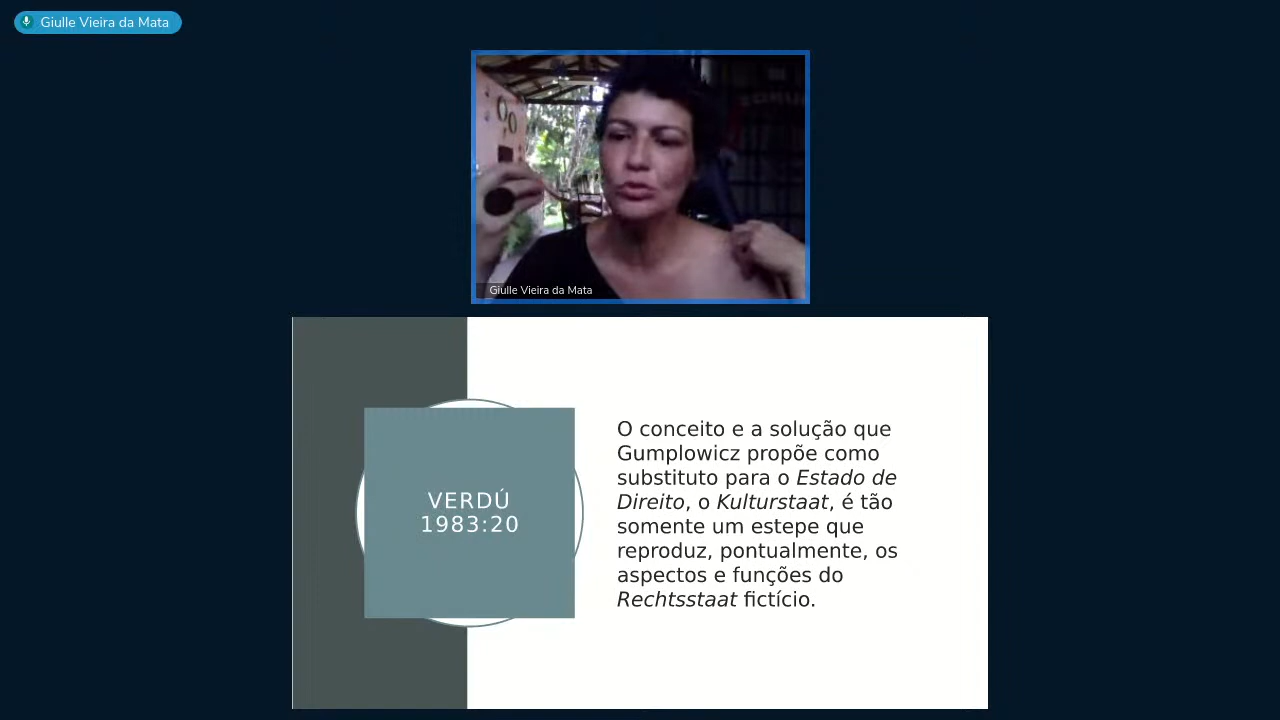 Giulle Vieira da Mata
Giulle Vieira da Mata
VERDÚ
1983:20
O conceito e a solução que
Gumplowicz propõe como
substituto para o Estado de
Direito, o Kulturstaat, é tão
somente um estepe que
reproduz, pontualmente, os
aspectos e funções do
Rechtsstaat fictício.